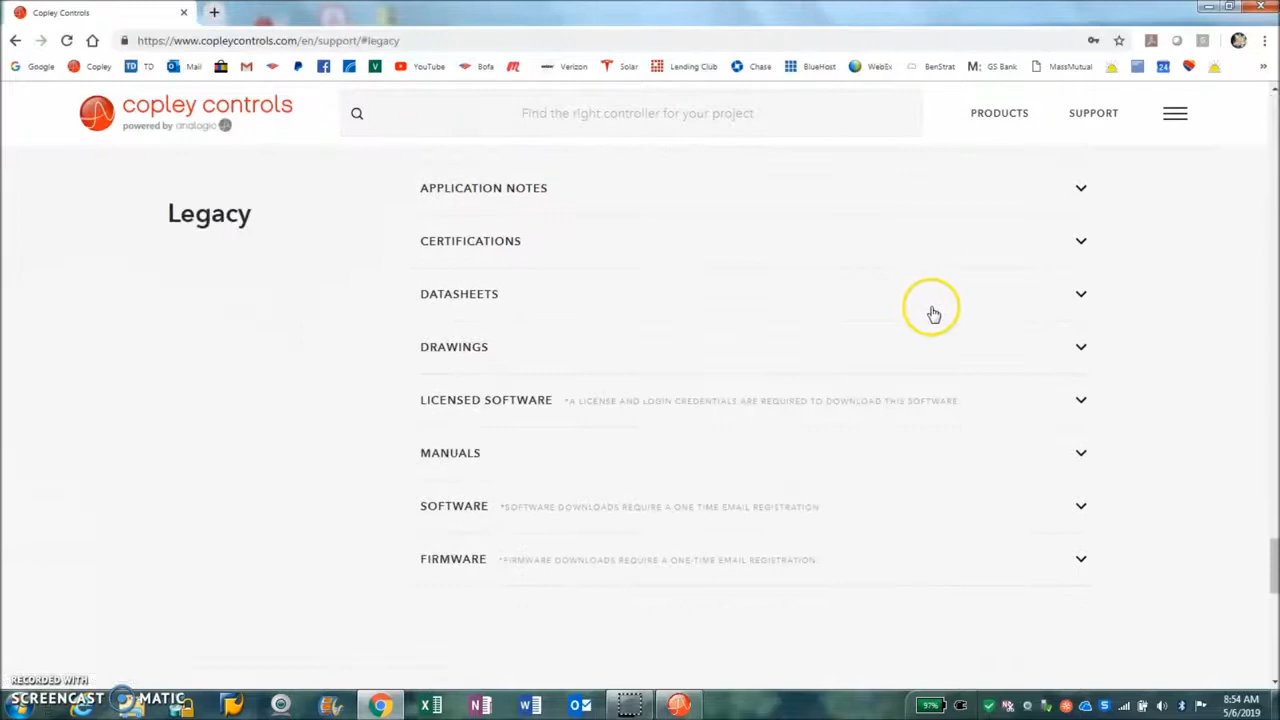 Copley Controls
https://www.copleycontrols.com/en/support/#legacy
Google Copley TD Mail YouTube Bofa Verizon Solar Lending Club Chase BlueHost WebEx BenStrat GS Bank MassMutual
copley controls
powered by analogic
Find the right controller for your project
PRODUCTS SUPPORT
Legacy
APPLICATION NOTES
CERTIFICATIONS
DATASHEETS
DRAWINGS
LICENSED SOFTWARE *A LICENSE AND LOGIN CREDENTIALS ARE REQUIRED TO DOWNLOAD THIS SOFTWARE
MANUALS
SOFTWARE *SOFTWARE DOWNLOADS REQUIRE A ONE TIME EMAIL REGISTRATION
FIRMWARE *FIRMWARE DOWNLOADS REQUIRE A ONE-TIME EMAIL REGISTRATION
RECORDED WITH
SCREENCAST MATIC
97%
8:54 AM
5/6/2019